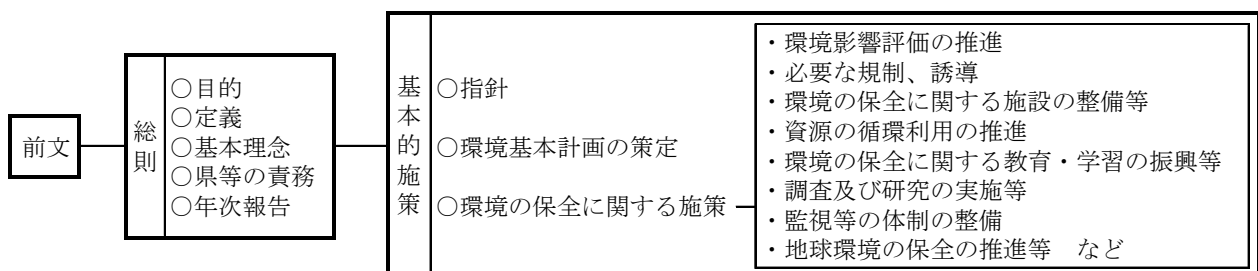 前文
総則
○目的
○定義
○基本理念
○県等の責務
○年次報告
基本的施策
○指針
○環境基本計画の策定
○環境の保全に関する施策
・環境影響評価の推進
・必要な規制、誘導
・環境の保全に関する施設の整備等
・資源の循環利用の推進
・環境の保全に関する教育・学習の振興等
・調査及び研究の実施等
・監視等の体制の整備
・地球環境の保全の推進等　など